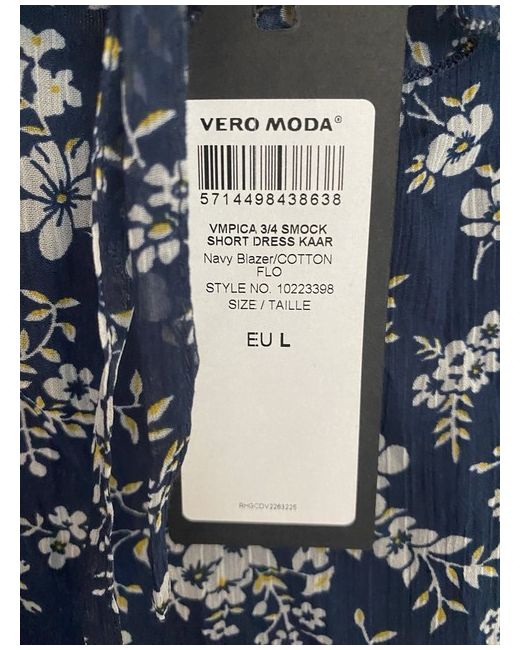 VERO MODA®
5714498438638
VMPICA 3/4 SMOCK
SHORT DRESS KAAR
Navy Blazer/COTTON
FLO
STYLE NO. 10223398
SIZE / TAILLE
EU L
RHGCDV2263225